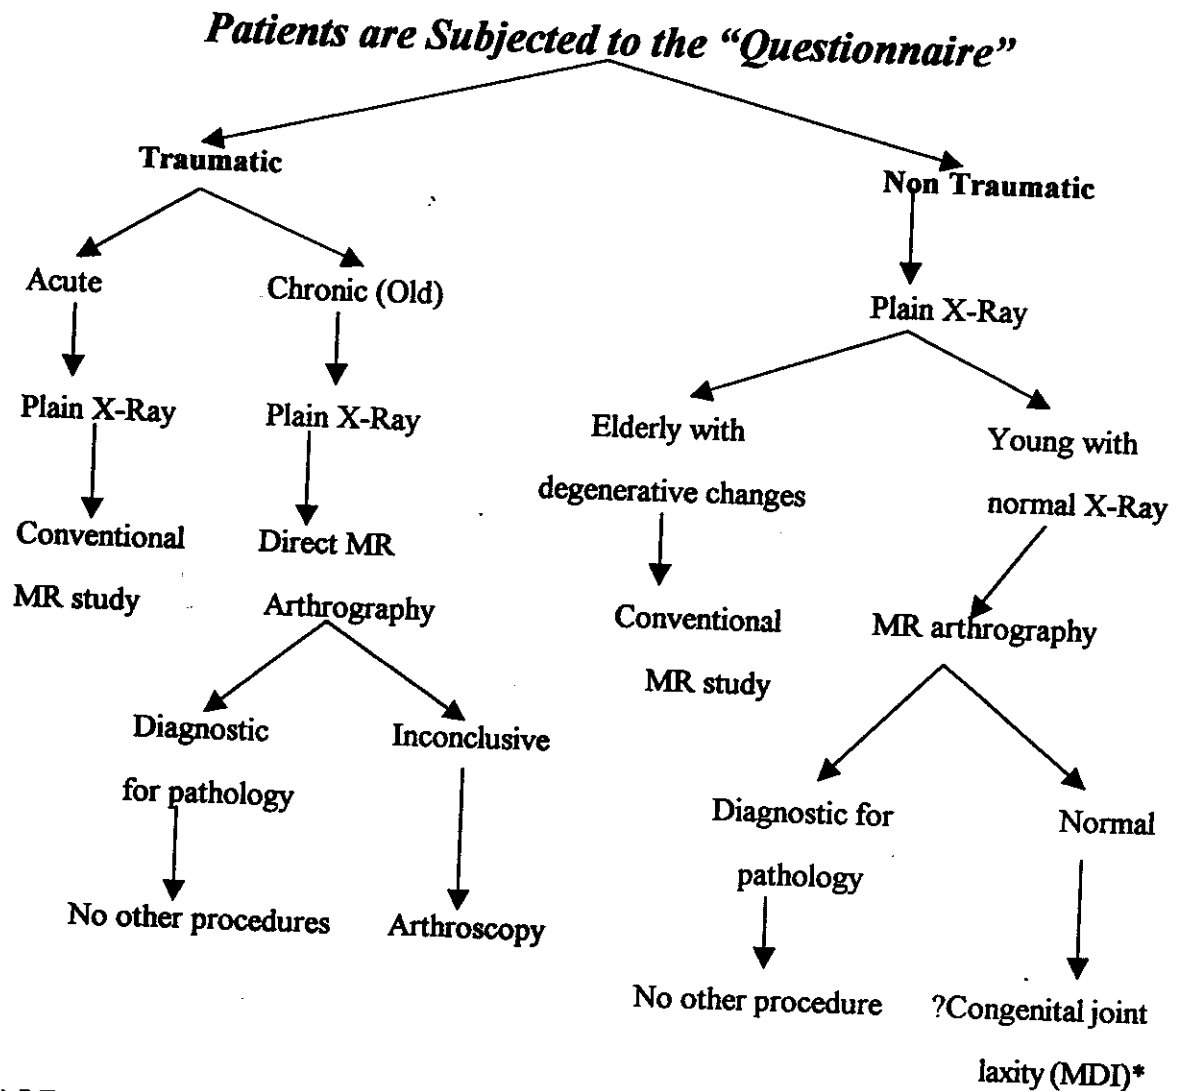 Patients are Subjected to the “Questionnaire”
Traumatic
Non Traumatic
Acute
Chronic (Old)
Plain X-Ray
Plain X-Ray
Plain X-Ray
Elderly with
degenerative changes
Young with
normal X-Ray
Conventional
MR study
Direct MR
Arthrography
Conventional
MR study
MR arthrography
Diagnostic
for pathology
Inconclusive
Diagnostic for
pathology
Normal
No other procedures
Arthroscopy
No other procedure
?Congenital joint
laxity (MDI)*